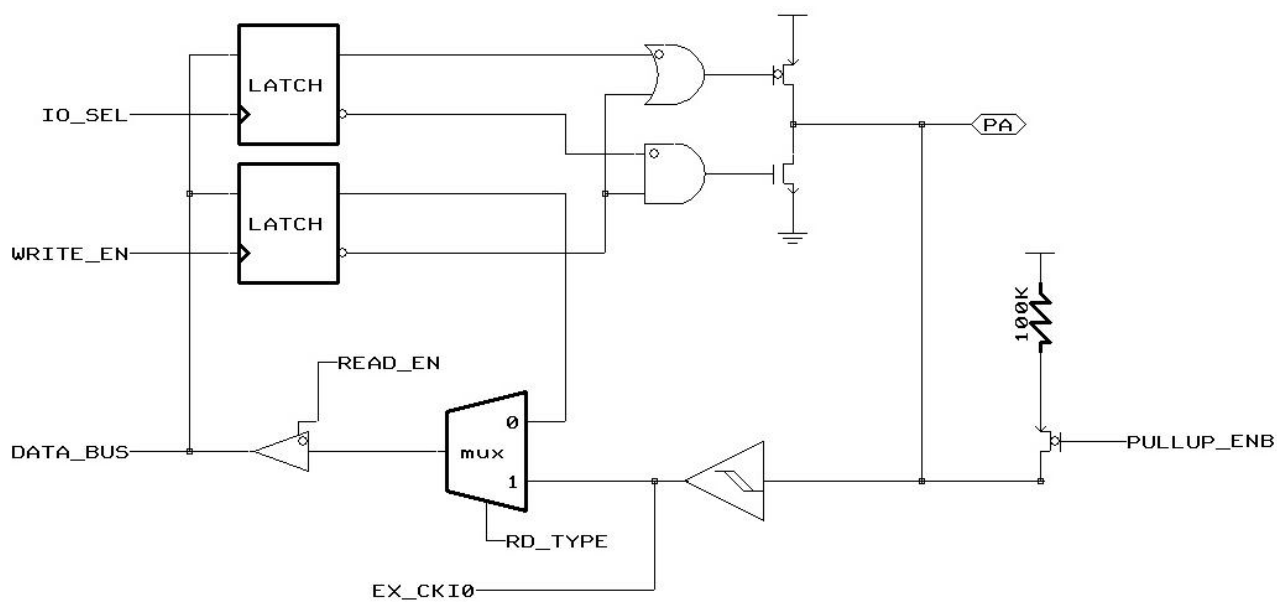 LATCH
IO_SEL
PA
LATCH
WRITE_EN
100K
READ_EN
0
DATA_BUS
mux
PULLUP_ENB
1
RD_TYPE
EX_CKI0